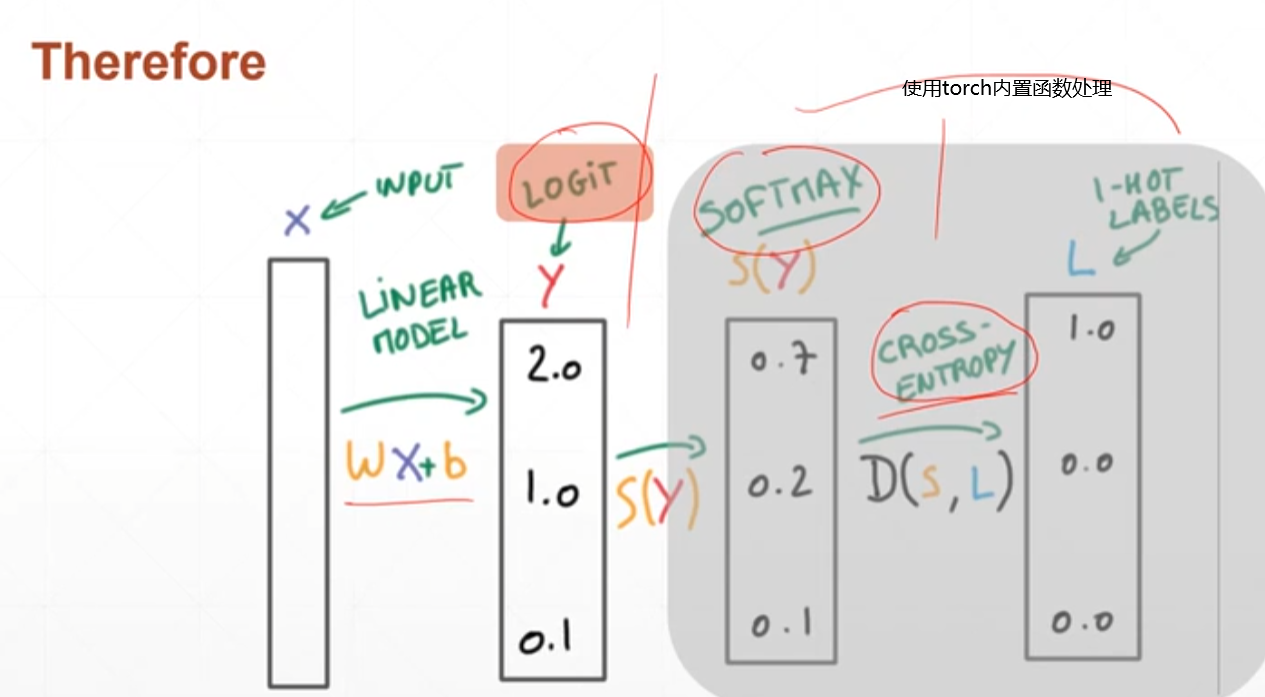 Therefore
使用torch内置函数处理
INPUT
LOGIT
SOFTMAX
1-HOT
LABELS
X
Y
S(Y)
L
LINEAR
MODEL
CROSS-
ENTROPY
2.0
0.7
1.0
WX+b
S(Y)
D(S,L)
1.0
0.2
0.0
0.1
0.1
0.0